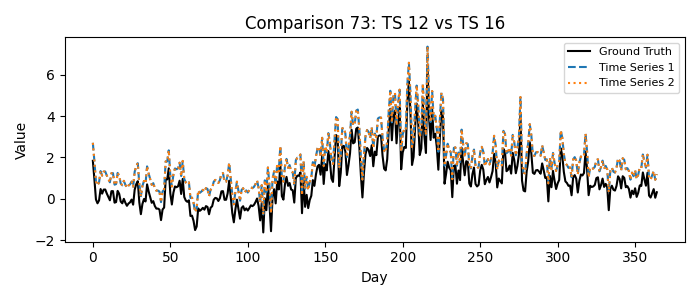 Comparison 73: TS 12 vs TS 16
Ground Truth
Time Series 1
Time Series 2
Value
6
4
2
0
−2
0 50 100 150 200 250 300 350
Day